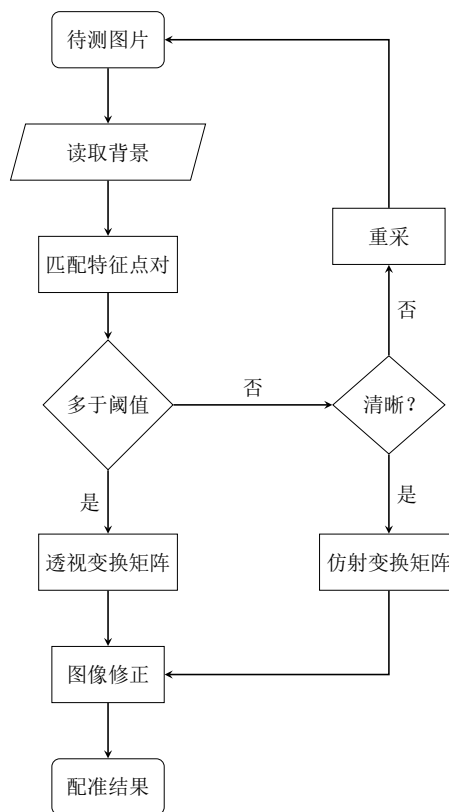 待测图片
读取背景
重采
匹配特征点对
否
多于阈值
否
清晰？
是
是
透视变换矩阵
仿射变换矩阵
图像修正
配准结果